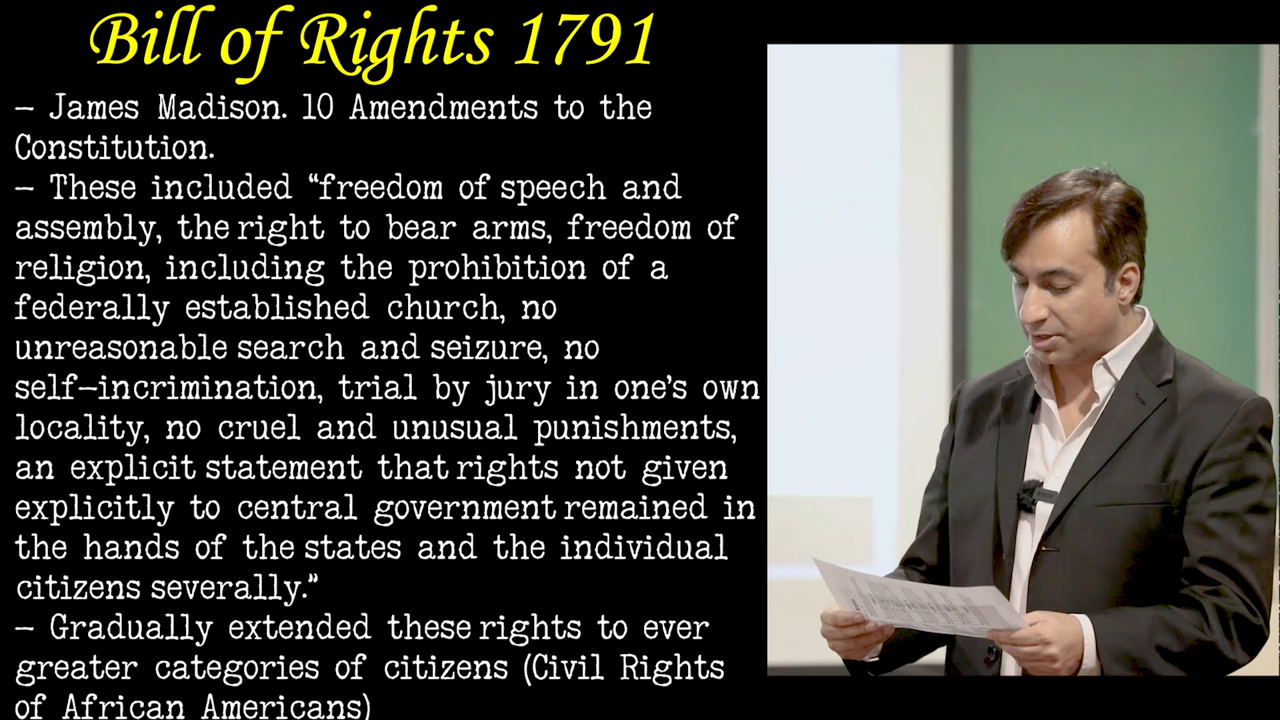 Bill of Rights 1791
– James Madison. 10 Amendments to the
Constitution.
– These included “freedom of speech and
assembly, the right to bear arms, freedom of
religion, including the prohibition of a
federally established church, no
unreasonable search and seizure, no
self-incrimination, trial by jury in one’s own
locality, no cruel and unusual punishments,
an explicit statement that rights not given
explicitly to central government remained in
the hands of the states and the individual
citizens severally.”
– Gradually extended these rights to ever
greater categories of citizens (Civil Rights
of African Americans)